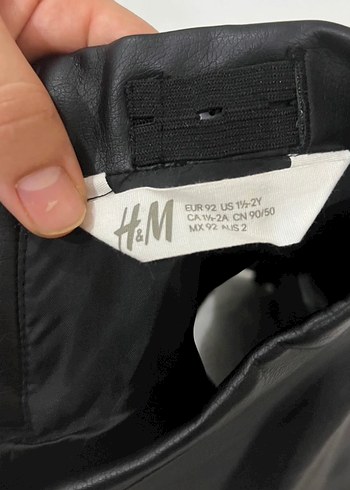 H&M
EUR 92 US 1½-2Y
CA 1½-2A CN 90/50
MX 92 AUS 2